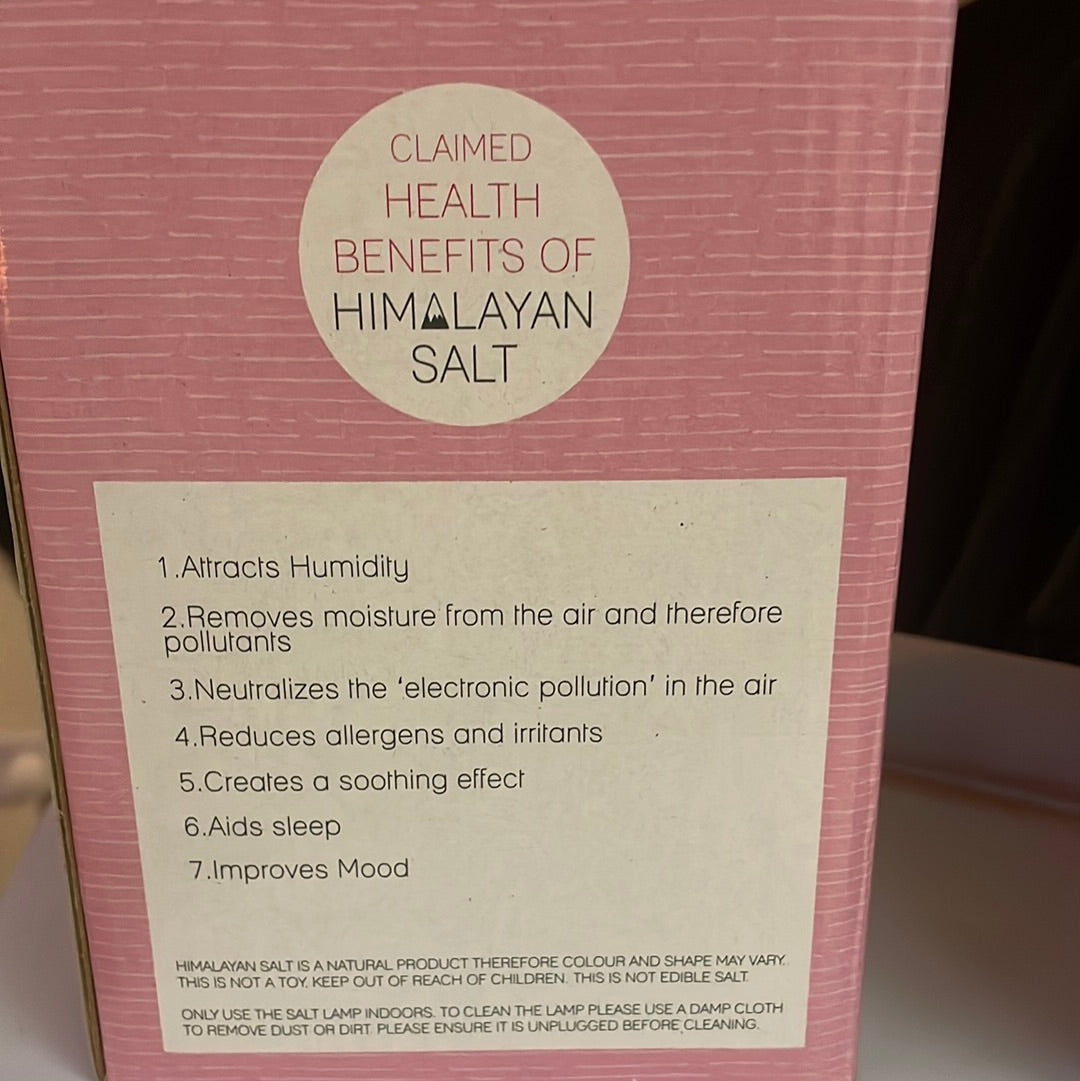 CLAIMED
HEALTH
BENEFITS OF
HIMALAYAN
SALT
1.Attracts Humidity
2.Removes moisture from the air and therefore
pollutants
3.Neutralizes the ‘electronic pollution’ in the air
4.Reduces allergens and irritants
5.Creates a soothing effect
6.Aids sleep
7.Improves Mood
HIMALAYAN SALT IS A NATURAL PRODUCT THEREFORE COLOUR AND SHAPE MAY VARY.
THIS IS NOT A TOY. KEEP OUT OF REACH OF CHILDREN. THIS IS NOT EDIBLE SALT.
ONLY USE THE SALT LAMP INDOORS. TO CLEAN THE LAMP PLEASE USE A DAMP CLOTH
TO REMOVE DUST OR DIRT. PLEASE ENSURE IT IS UNPLUGGED BEFORE CLEANING.